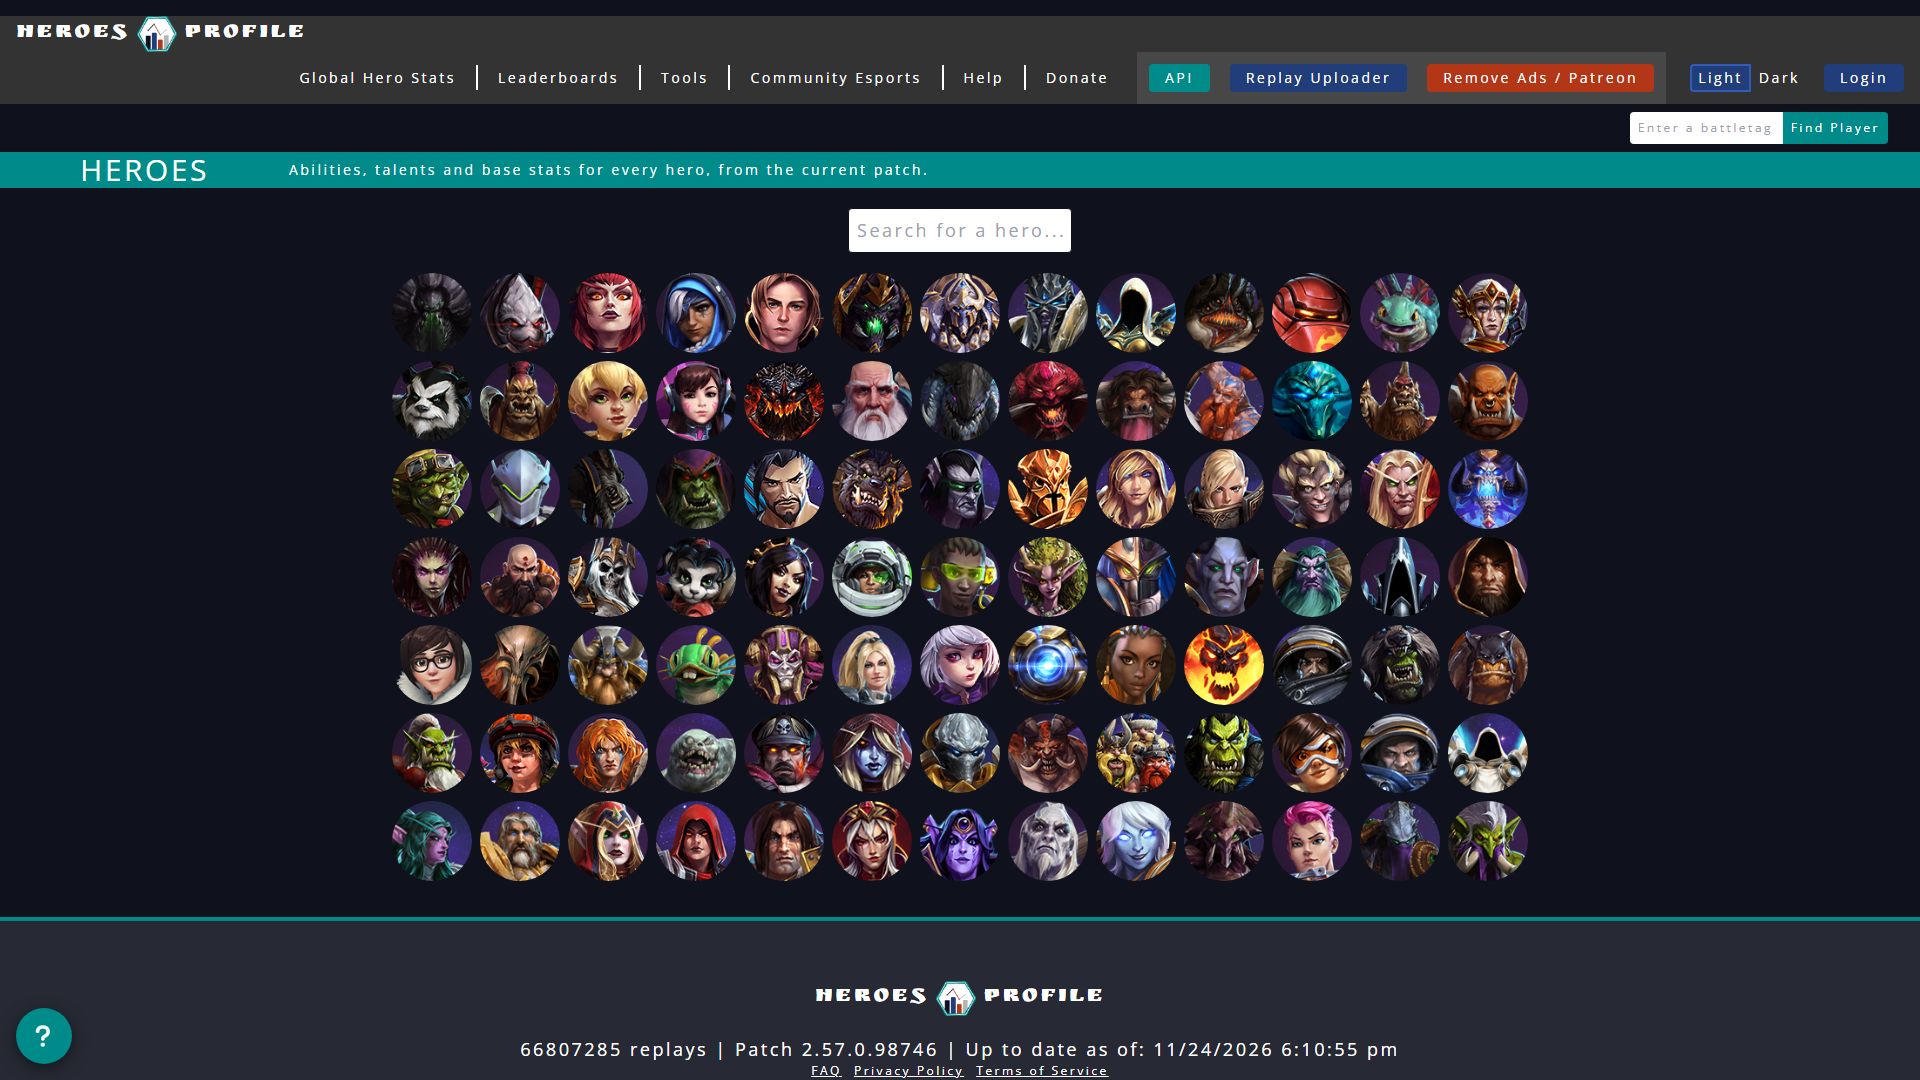 HEROES PROFILE
Global Hero Stats
Leaderboards
Tools
Community Esports
Help
Donate
API
Replay Uploader
Remove Ads / Patreon
Light
Dark
Login
Enter a battletag
Find Player
HEROES
Abilities, talents and base stats for every hero, from the current patch.
Search for a hero...
HEROES PROFILE
66807285 replays | Patch 2.57.0.98746 | Up to date as of: 11/24/2026 6:10:55 pm
FAQ Privacy Policy Terms of Service
?